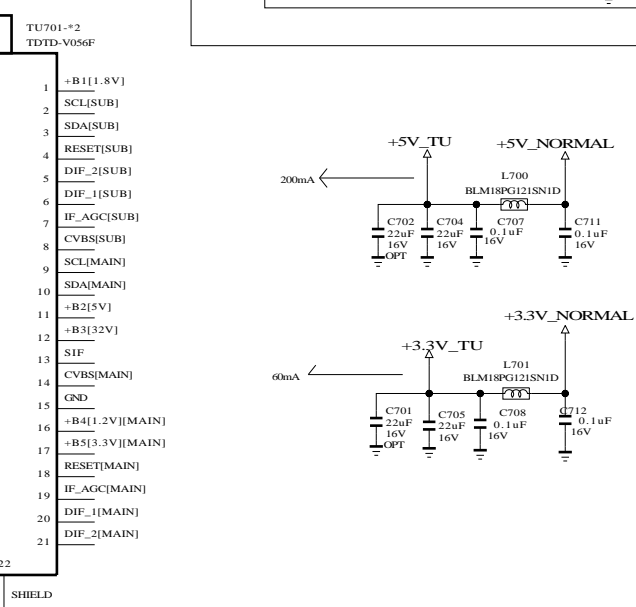 TU701-*2
TDTD-V056F
1 +B1[1.8V]
2 SCL[SUB]
3 SDA[SUB]
4 RESET[SUB]
5 DIF_2[SUB]
6 DIF_1[SUB]
7 IF_AGC[SUB]
8 CVBS[SUB]
9 SCL[MAIN]
10 SDA[MAIN]
11 +B2[5V]
12 +B3[32V]
13 SIF
14 CVBS[MAIN]
15 GND
16 +B4[1.2V][MAIN]
17 +B5[3.3V][MAIN]
18 RESET[MAIN]
19 IF_AGC[MAIN]
20 DIF_1[MAIN]
21 DIF_2[MAIN]
22
SHIELD
+5V_TU
+5V_NORMAL
200mA
L700
BLM18PG121SN1D
C702
22uF
16V
OPT
C704
22uF
16V
C707
0.1uF
16V
C711
0.1uF
16V
+3.3V_NORMAL
+3.3V_TU
60mA
L701
BLM18PG121SN1D
C701
22uF
16V
OPT
C705
22uF
16V
C708
0.1uF
16V
C712
0.1uF
16V